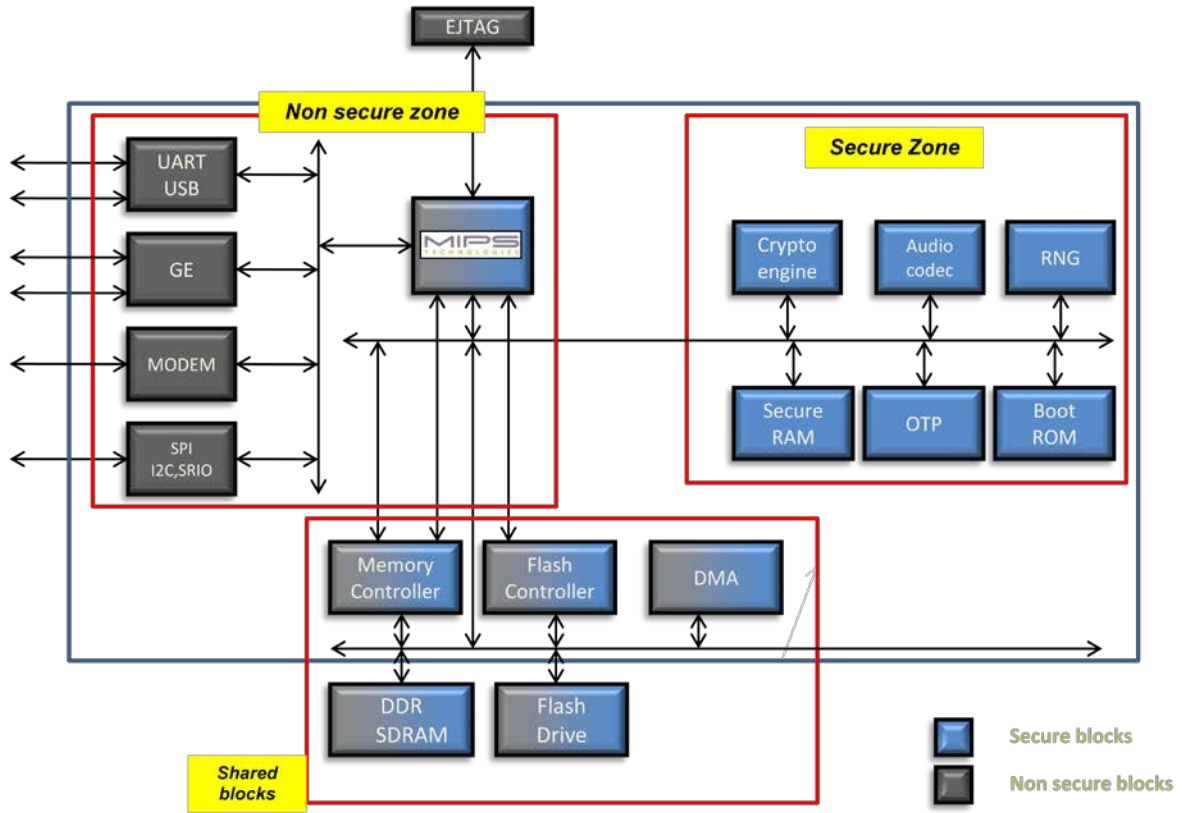 EJTAG
Non secure zone
Secure Zone
UART
USB
MIPS
TECHNOLOGIES
GE
Crypto
engine
Audio
codec
RNG
MODEM
Secure
RAM
OTP
Boot
ROM
SPI
I2C,SRIO
Memory
Controller
Flash
Controller
DMA
DDR
SDRAM
Flash
Drive
Shared
blocks
Secure blocks
Non secure blocks